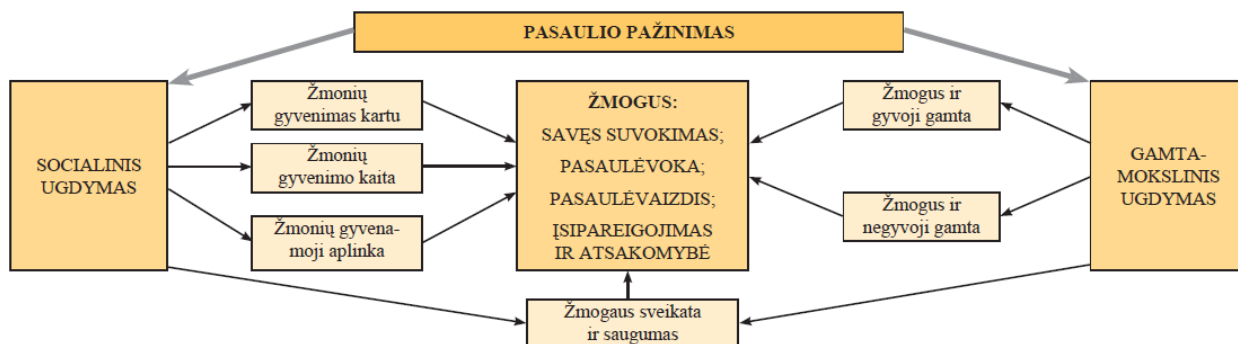 PASAULIO PAŽINIMAS
SOCIALINIS
UGDYMAS
Žmonių
gyvenimas kartu
Žmonių
gyvenimo kaita
Žmonių gyvena-
moji aplinka
ŽMOGUS:
SAVĘS SUVOKIMAS;
PASAULĖVOKA;
PASAULĖVAIZDIS;
ĮSIPAREIGOJIMAS
IR ATSAKOMYBĖ
Žmogus ir
gyvoji gamta
Žmogus ir
negyvoji gamta
GAMTA-
MOKSLINIS
UGDYMAS
Žmogaus sveikata
ir saugumas